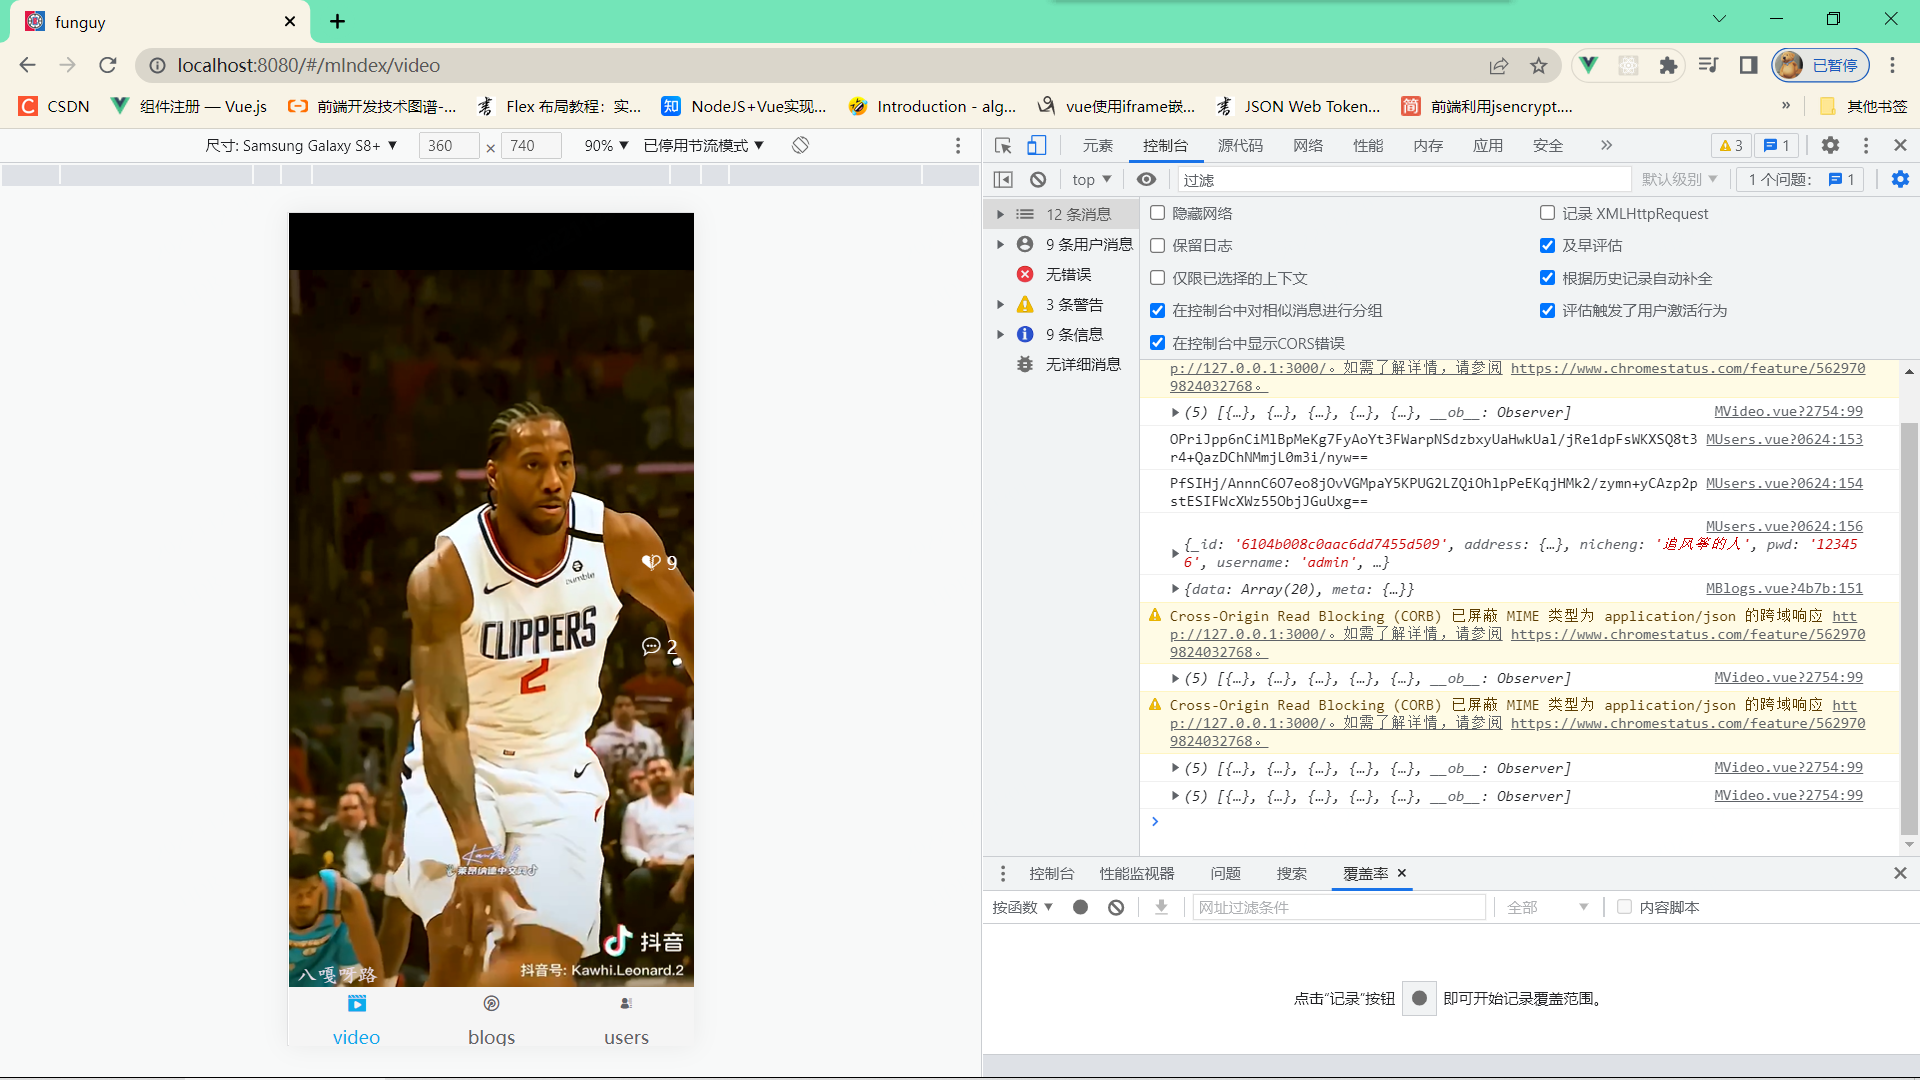 funguy
localhost:8080/#/mIndex/video
已暂停
CSDN
组件注册 — Vue.js
前端开发技术图谱-...
Flex 布局教程：实...
知 NodeJS+Vue实现...
Introduction - alg...
vue使用iframe嵌...
JSON Web Token...
简 前端利用jsencrypt....
»
其他书签
尺寸: Samsung Galaxy S8+ ▼ 360 × 740 90% ▼ 已停用节流模式 ▼
元素 控制台 源代码 网络 性能 内存 应用 安全 » 3 1
top ▼ 过滤 默认级别 ▼ 1 个问题： 1
12 条消息
9 条用户消息
无错误
3 条警告
9 条信息
无详细消息
隐藏网络 记录 XMLHttpRequest
保留日志 及早评估
仅限已选择的上下文 根据历史记录自动补全
在控制台中对相似消息进行分组 评估触发了用户激活行为
在控制台中显示CORS错误
p://127.0.0.1:3000/。如需了解详情，请参阅 https://www.chromestatus.com/feature/562970
9824032768。
(5) [{…}, {…}, {…}, {…}, {…}, __ob__: Observer] MVideo.vue?2754:99
OPriJpp6nCiMlBpMeKg7FyAoYt3FWarpNSdzbxyUaHwkUal/jRe1dpFsWKXSQ8t3 MUsers.vue?0624:153
r4+QazDChNMmjL0m3i/nyw==
PfSIHj/AnnnC6O7eo8jOvVGMpaY5KPUG2LZQiOhlpPeEKqjHMk2/zymn+yCAzp2p MUsers.vue?0624:154
stESIFWcXWz55ObjJGuUxg==
MUsers.vue?0624:156
{_id: '6104b008c0aac6dd7455d509', address: {…}, nicheng: '追风筝的人', pwd: '12345
6', username: 'admin', …}
{data: Array(20), meta: {…}} MBlogs.vue?4b7b:151
Cross-Origin Read Blocking (CORB) 已屏蔽 MIME 类型为 application/json 的跨域响应 htt
p://127.0.0.1:3000/。如需了解详情，请参阅 https://www.chromestatus.com/feature/562970
9824032768。
(5) [{…}, {…}, {…}, {…}, {…}, __ob__: Observer] MVideo.vue?2754:99
Cross-Origin Read Blocking (CORB) 已屏蔽 MIME 类型为 application/json 的跨域响应 htt
p://127.0.0.1:3000/。如需了解详情，请参阅 https://www.chromestatus.com/feature/562970
9824032768。
(5) [{…}, {…}, {…}, {…}, {…}, __ob__: Observer] MVideo.vue?2754:99
(5) [{…}, {…}, {…}, {…}, {…}, __ob__: Observer] MVideo.vue?2754:99
控制台 性能监视器 问题 搜索 覆盖率
按函数 ▼ 网址过滤条件 全部 ▼ 内容脚本
点击“记录”按钮 即可开始记录覆盖范围。
bumble
CLIPPERS
2
9
2
抖音
抖音号: Kawhi.Leonard.2
八嘎呀路
video
blogs
users